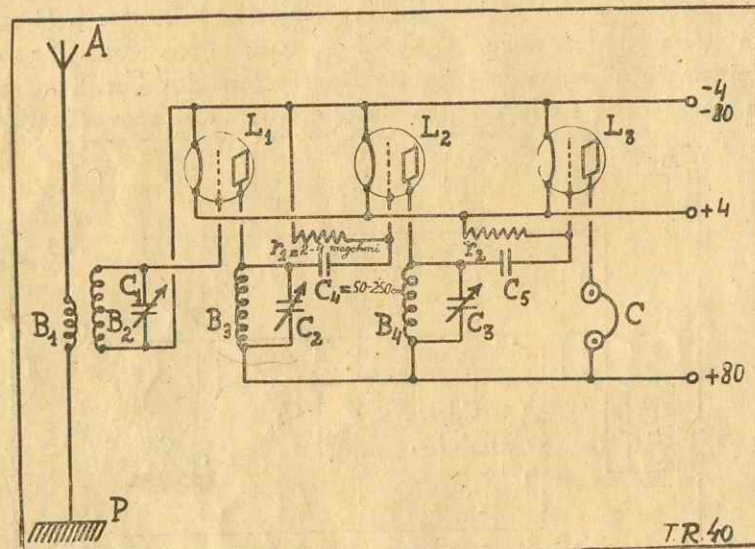 A
-4
-80
L1
L2
L3
+4
r1=2-4 megohmi
r2
C1
B1
B2
B3
C2
C4=50-250cm
B4
C3
C5
C
+80
P
T.R.40